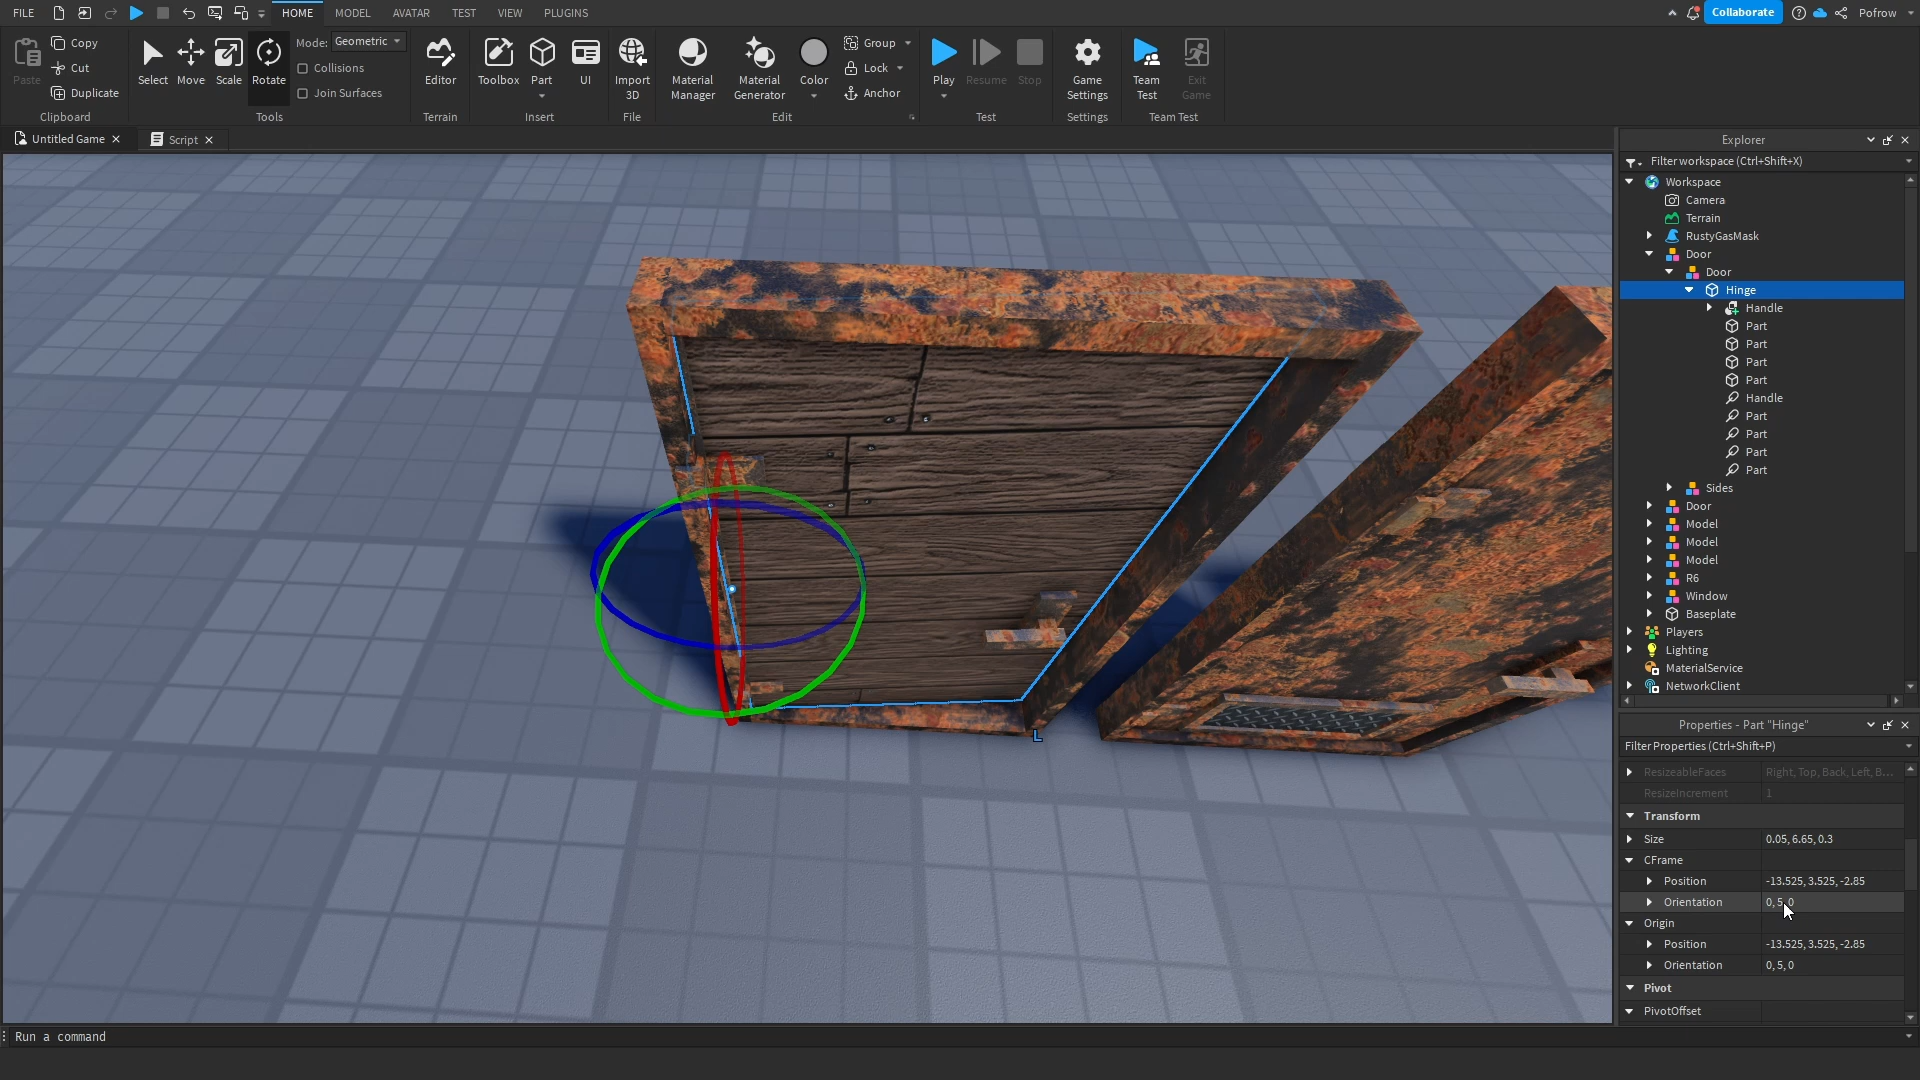 FILE
HOME
MODEL
AVATAR
TEST
VIEW
PLUGINS
Collaborate
Pofrow
Paste
Copy
Cut
Duplicate
Clipboard
Select
Move
Scale
Rotate
Mode: Geometric
Collisions
Join Surfaces
Tools
Editor
Terrain
Toolbox
Part
UI
Insert
Import
3D
File
Material
Manager
Material
Generator
Color
Group
Lock
Anchor
Edit
Play
Resume
Stop
Test
Game
Settings
Settings
Team
Test
Exit
Game
Team Test
Untitled Game
Script
L
Explorer
Filter workspace (Ctrl+Shift+X)
Workspace
Camera
Terrain
RustyGasMask
Door
Door
Hinge
Handle
Part
Part
Part
Part
Handle
Part
Part
Part
Part
Sides
Door
Model
Model
Model
R6
Window
Baseplate
Players
Lighting
MaterialService
NetworkClient
Properties - Part "Hinge"
Filter Properties (Ctrl+Shift+P)
ResizeableFaces Right, Top, Back, Left, B...
ResizeIncrement 1
Transform
Size 0.05, 6.65, 0.3
CFrame
Position -13.525, 3.525, -2.85
Orientation 0, 5, 0
Origin
Position -13.525, 3.525, -2.85
Orientation 0, 5, 0
Pivot
PivotOffset
Run a command